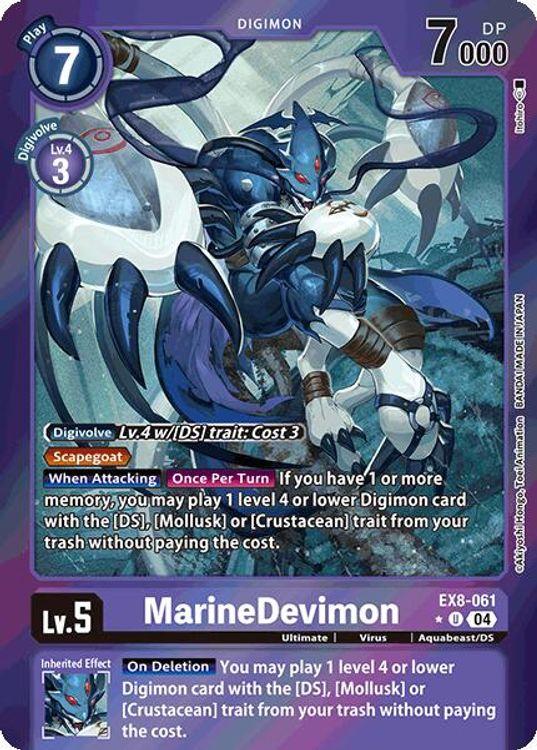 Play
7
DIGIMON
DP
7000
Digivolve
Lv.4
3
Itohiro
©Akiyoshi Hongo, Toei Animation BANDAI MADE IN JAPAN
Digivolve Lv.4 w/[DS] trait: Cost 3
Scapegoat
When Attacking Once Per Turn If you have 1 or more
memory, you may play 1 level 4 or lower Digimon card
with the [DS], [Mollusk] or [Crustacean] trait from your
trash without paying the cost.
Lv.5 MarineDevimon EX8-061
U 04
Ultimate | Virus | Aquabeast/DS
Inherited Effect
On Deletion You may play 1 level 4 or lower
Digimon card with the [DS], [Mollusk] or
[Crustacean] trait from your trash without paying
the cost.